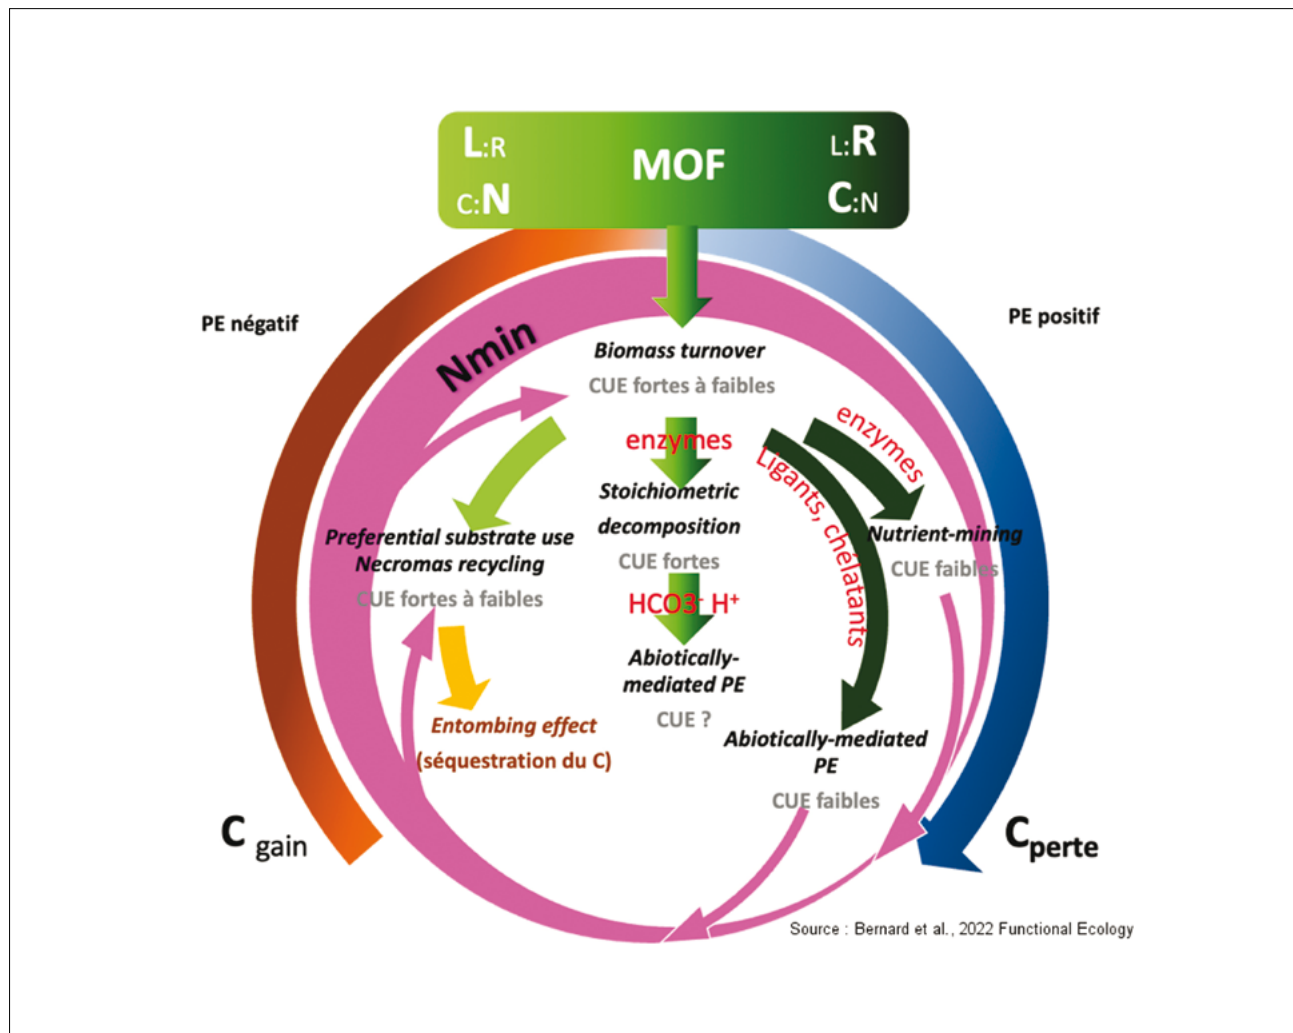 L:R
C:N
MOF
L:R
C:N
PE négatif
PE positif
Nmin
Biomass turnover
CUE fortes à faibles
enzymes
enzymes
Ligants, chélatants
Stoichiometric
decomposition
CUE fortes
Preferential substrate use
Necromas recycling
CUE fortes à faibles
Nutrient-mining
CUE faibles
HCO3⁻ H⁺
Abiotically-
mediated PE
CUE ?
Entombing effect
(séquestration du C)
Abiotically-mediated
PE
CUE faibles
C gain
Cperte
Source : Bernard et al., 2022 Functional Ecology